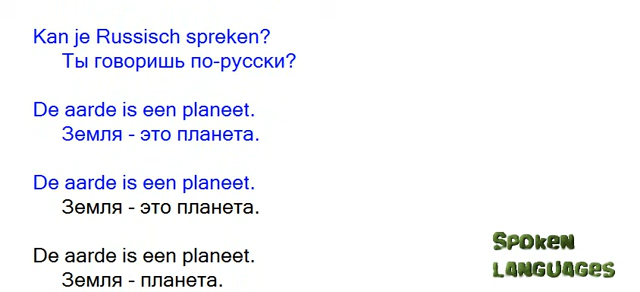 Kan je Russisch spreken?
Ты говоришь по-русски?
De aarde is een planeet.
Земля - это планета.
De aarde is een planeet.
Земля - это планета.
De aarde is een planeet.
Земля - планета.
Spoken
Languages